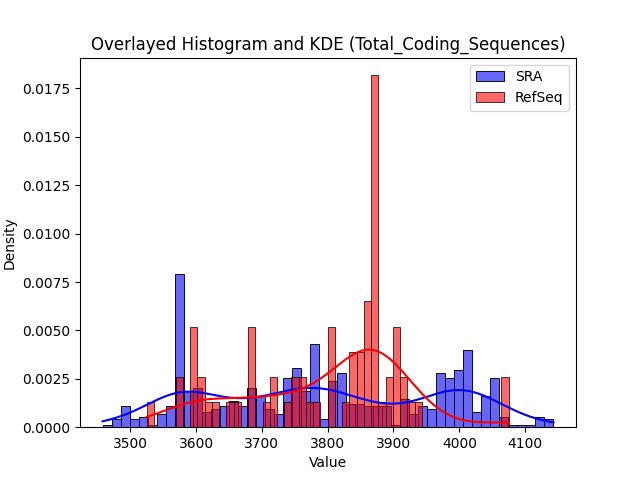 Overlayed Histogram and KDE (Total_Coding_Sequences)
SRA
RefSeq
0.0175
0.0150
0.0125
0.0100
0.0075
0.0050
0.0025
0.0000
Density
3500 3600 3700 3800 3900 4000 4100
Value